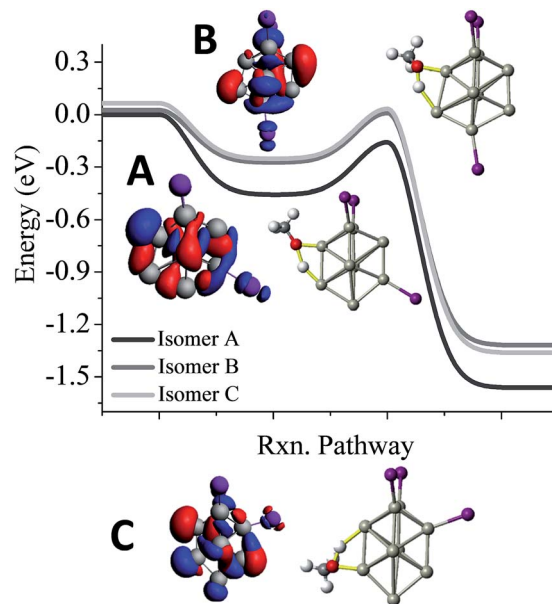 B
0.3
0.0
-0.3
A
-0.6
-0.9
-1.2
-1.5
Energy (eV)
Isomer A
Isomer B
Isomer C
Rxn. Pathway
C